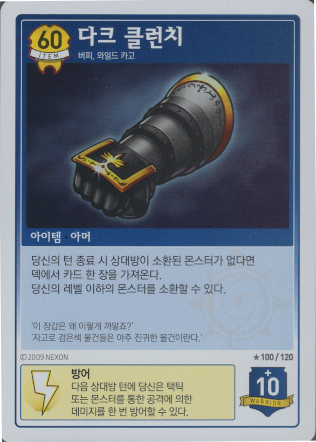 60
ITEM
다크 클런치
버피, 와일드 카고
아이템 · 아머
당신의 턴 종료 시 상대방이 소환된 몬스터가 없다면
덱에서 카드 한 장을 가져온다.
당신의 레벨 이하의 몬스터를 소환할 수 있다.
'이 장갑은 왜 이렇게 까맣죠?'
'자고로 검은색 물건들은 아주 진귀한 물건이란다.'
©2009 NEXON
★100/120
방어
다음 상대방 턴에 당신은 택틱
또는 몬스터를 통한 공격에 의한
데미지를 한 번 방어할 수 있다.
+
10
WARRIOR